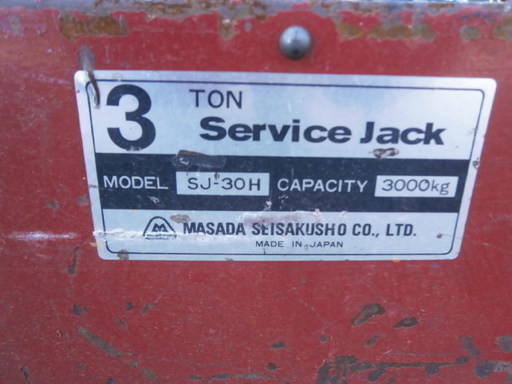 3 TON
Service Jack
MODEL SJ-30H CAPACITY 3000kg
MASADA SEISAKUSHO CO., LTD.
MADE IN JAPAN